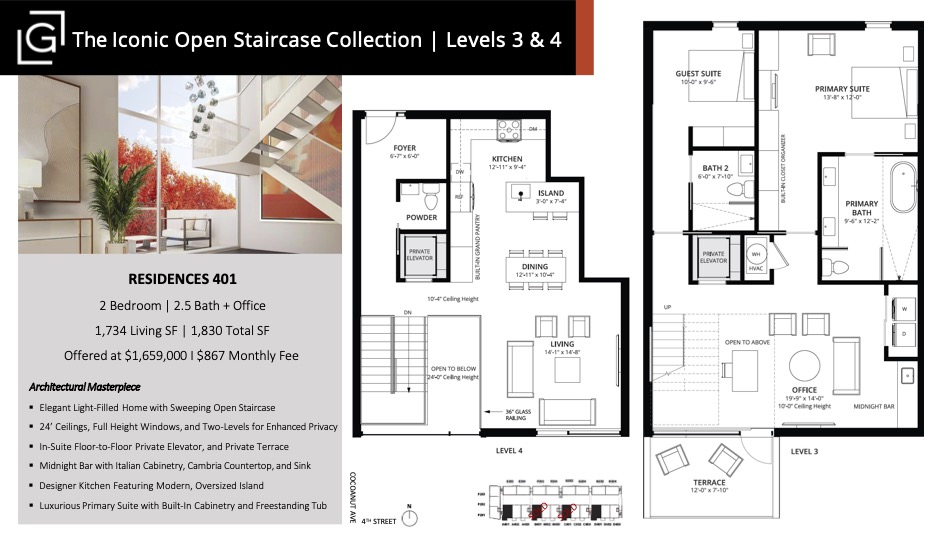 G The Iconic Open Staircase Collection | Levels 3 & 4
RESIDENCES 401
2 Bedroom | 2.5 Bath + Office
1,734 Living SF | 1,830 Total SF
Offered at $1,659,000 I $867 Monthly Fee
Architectural Masterpiece
▪ Elegant Light-Filled Home with Sweeping Open Staircase
▪ 24' Ceilings, Full Height Windows, and Two-Levels for Enhanced Privacy
▪ In-Suite Floor-to-Floor Private Elevator, and Private Terrace
▪ Midnight Bar with Italian Cabinetry, Cambria Countertop, and Sink
▪ Designer Kitchen Featuring Modern, Oversized Island
▪ Luxurious Primary Suite with Built-In Cabinetry and Freestanding Tub
FOYER
6'-7" x 6'-0"
OM
KITCHEN
12'-11" x 9'-4"
DW
REF
ISLAND
3'-0" x 7'-4"
POWDER
BUILT-IN GRAND PANTRY
PRIVATE
ELEVATOR
DINING
12'-11" x 10'-4"
10'-4" Ceiling Height
DN
LIVING
14'-1" x 14'-8"
OPEN TO BELOW
24'-0" Ceiling Height
36" GLASS
RAILING
LEVEL 4
COCOANUT AVE
4TH STREET
GUEST SUITE
10'-0" x 9'-6"
PRIMARY SUITE
13'-8" x 12'-0"
BUILT-IN CLOSET ORGANIZER
BATH 2
6'-0" x 7'-10"
PRIMARY
BATH
9'-6" x 12'-2"
PRIVATE
ELEVATOR
WH
HVAC
UP
W
D
OPEN TO ABOVE
OFFICE
19'-9" x 14'-0"
10'-0" Ceiling Height
MIDNIGHT BAR
LEVEL 3
TERRACE
12'-0" x 7'-10"